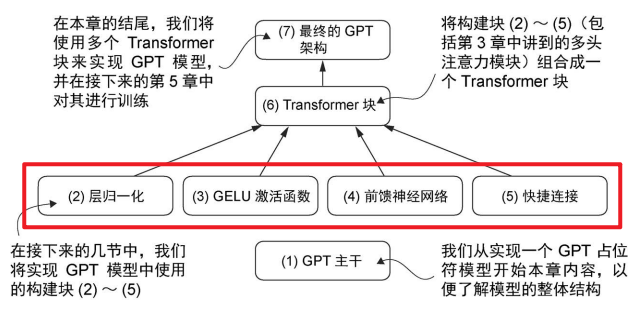 在本章的结尾，我们将
使用多个 Transformer
块来实现 GPT 模型，
并在接下来的第 5 章中
对其进行训练
(7) 最终的 GPT
架构
将构建块 (2) ～ (5)（包
括第 3 章中讲到的多头
注意力模块）组合成一
个 Transformer 块
(6) Transformer 块
(2) 层归一化
(3) GELU 激活函数
(4) 前馈神经网络
(5) 快捷连接
在接下来的几节中，我们
将实现 GPT 模型中使用
的构建块 (2) ～ (5)
(1) GPT 主干
我们从实现一个 GPT 占位
符模型开始本章内容，以
便了解模型的整体结构